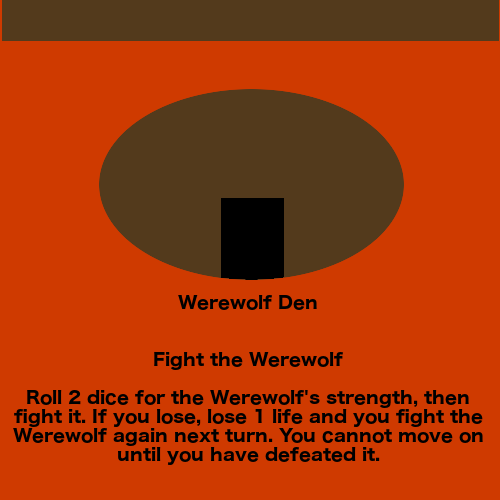 Werewolf Den
Fight the Werewolf
Roll 2 dice for the Werewolf's strength, then
fight it. If you lose, lose 1 life and you fight the
Werewolf again next turn. You cannot move on
until you have defeated it.